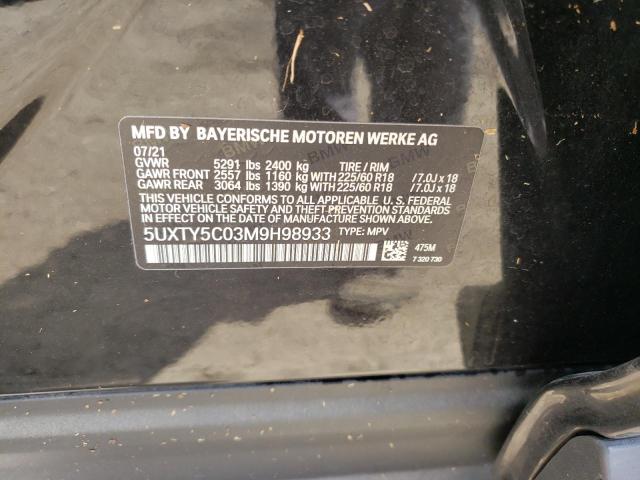 MFD BY BAYERISCHE MOTOREN WERKE AG
07/21
GVWR 5291 lbs 2400 kg TIRE / RIM
GAWR FRONT 2557 lbs 1160 kg WITH 225/60 R18 /7.0J x 18
GAWR REAR 3064 lbs 1390 kg WITH 225/60 R18 /7.0J x 18
THIS VEHICLE CONFORMS TO ALL APPLICABLE U. S. FEDERAL
MOTOR VEHICLE SAFETY AND THEFT PREVENTION STANDARDS
IN EFFECT ON THE DATE OF MANUFACTURE SHOWN ABOVE.
5UXTY5C03M9H98933 TYPE: MPV
475M
7 320 730